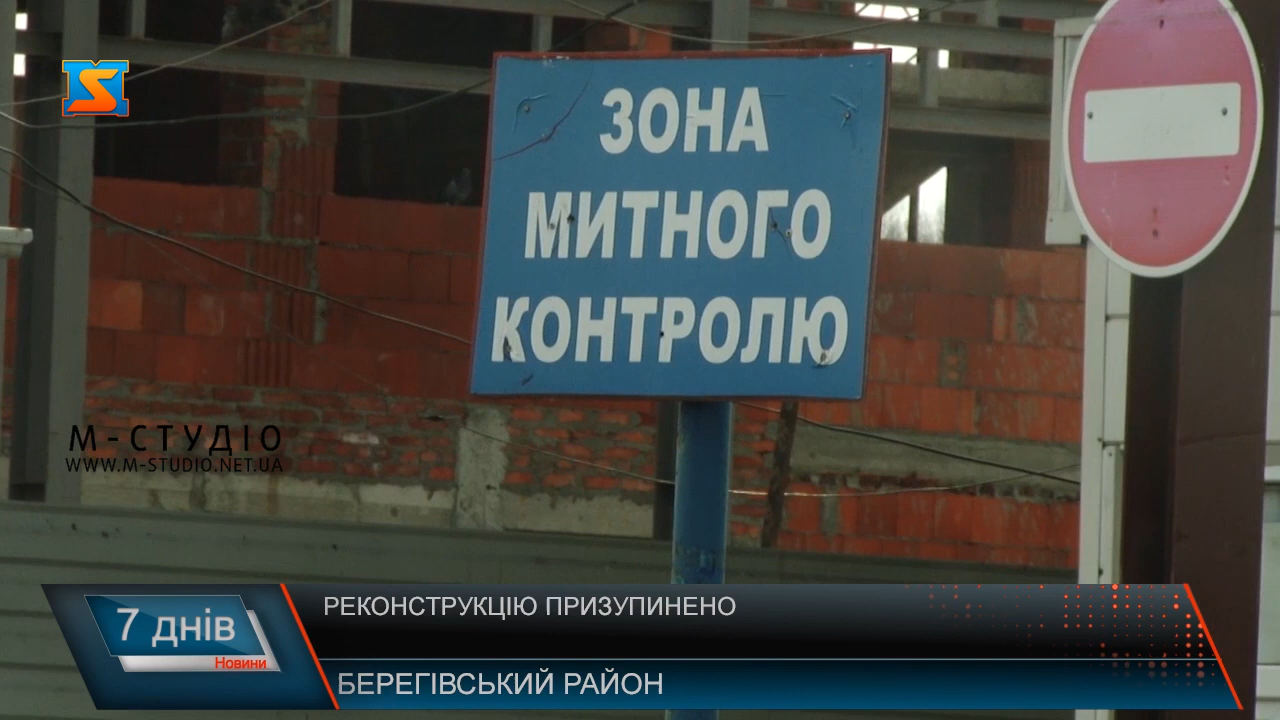 ЗОНА
МИТНОГО
КОНТРОЛЮ
М-СТУДІО
WWW.M-STUDIO.NET.UA
7 днів
Новини
РЕКОНСТРУКЦІЮ ПРИЗУПИНЕНО
БЕРЕГІВСЬКИЙ РАЙОН